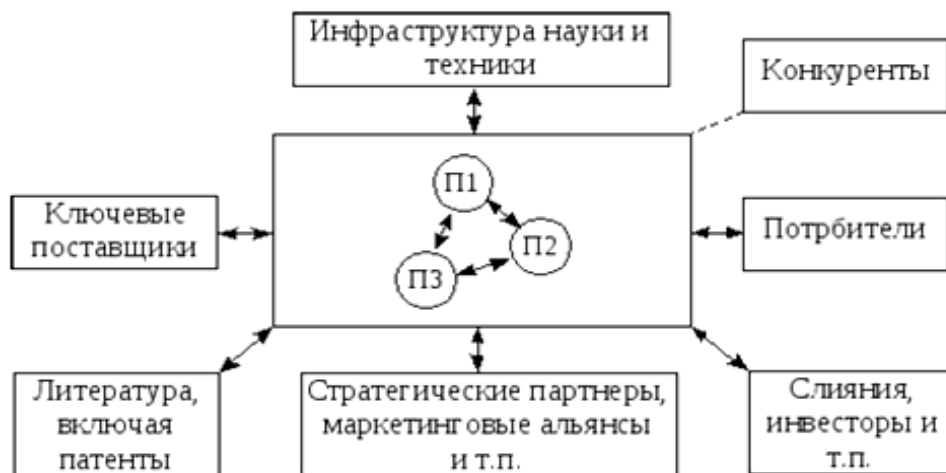 Инфраструктура науки и
техники
Конкуренты
П1
Ключевые
поставщики
П2
Потрбители
П3
Литература,
включая
патенты
Стратегические партнеры,
маркетинговые альянсы
и т.п.
Слияния,
инвесторы и
т.п.